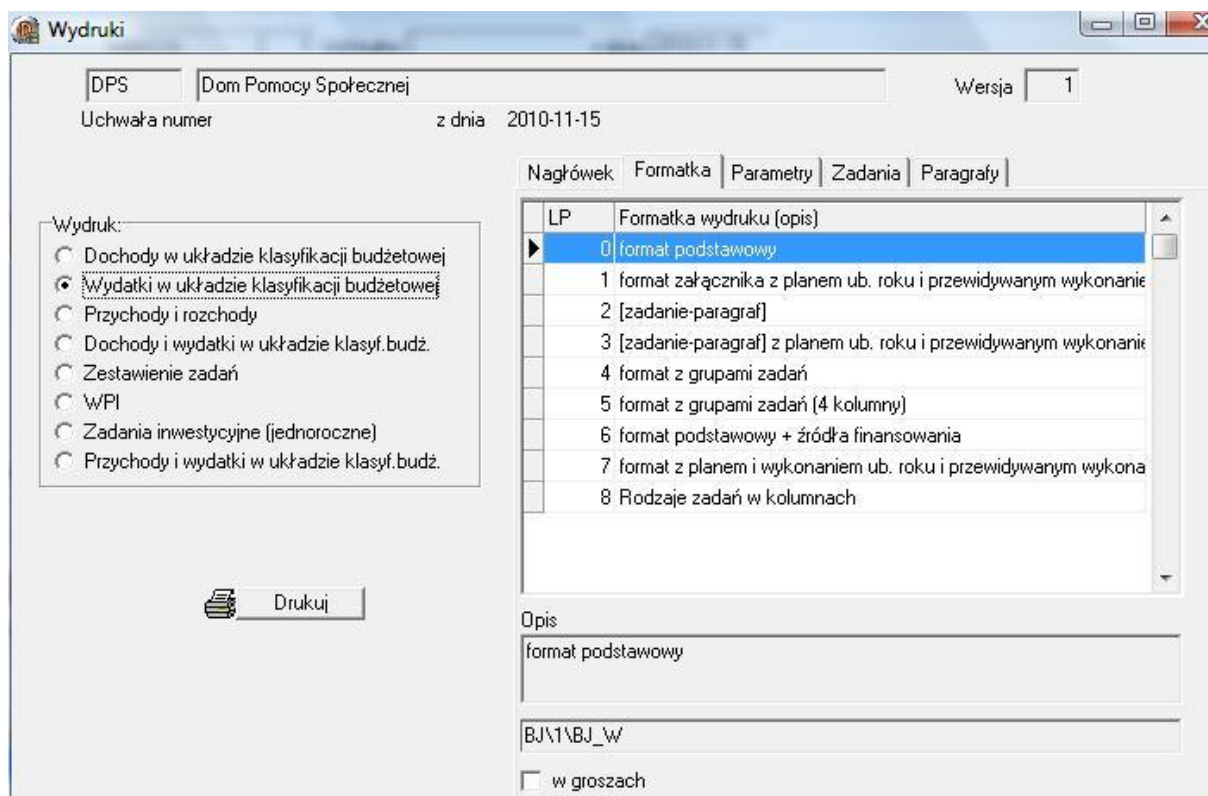 Wydruki
DPS Dom Pomocy Społecznej Wersja 1
Uchwała numer z dnia 2010-11-15
Nagłówek Formatka Parametry Zadania Paragrafy
Wydruk:
Dochody w układzie klasyfikacji budżetowej
Wydatki w układzie klasyfikacji budżetowej
Przychody i rozchody
Dochody i wydatki w układzie klasyf.budż.
Zestawienie zadań
WPI
Zadania inwestycyjne (jednoroczne)
Przychody i wydatki w układzie klasyf.budż.
Drukuj
LP Formatka wydruku (opis)
0 format podstawowy
1 format załącznika z planem ub. roku i przewidywanym wykonanie
2 [zadanie-paragraf]
3 [zadanie-paragraf] z planem ub. roku i przewidywanym wykonanie
4 format z grupami zadań
5 format z grupami zadań (4 kolumny)
6 format podstawowy + źródła finansowania
7 format z planem i wykonaniem ub. roku i przewidywanym wykona
8 Rodzaje zadań w kolumnach
Opis
format podstawowy
BJ\1\BJ_W
w groszach